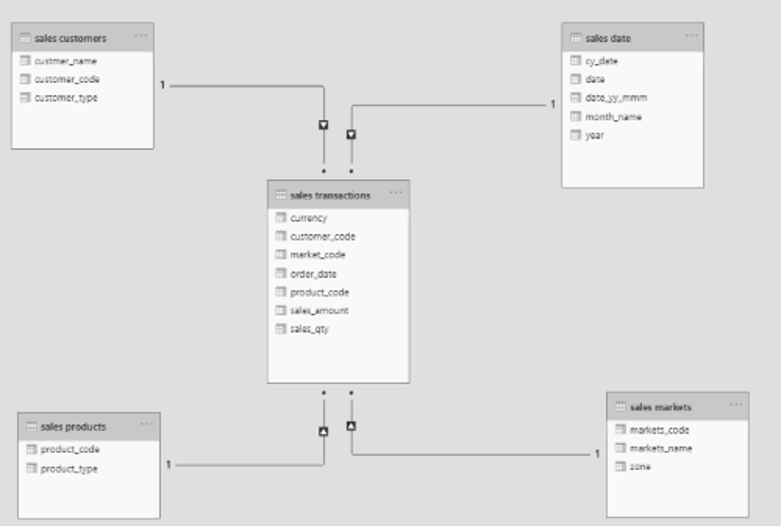 sales customers
custmer_name
customer_code
customer_type
1
sales date
cy_date
date
date_yy_mmm
month_name
year
1
sales transactions
currency
customer_code
market_code
order_date
product_code
sales_amount
sales_qty
sales products
product_code
product_type
1
sales markets
markets_code
markets_name
zone
1